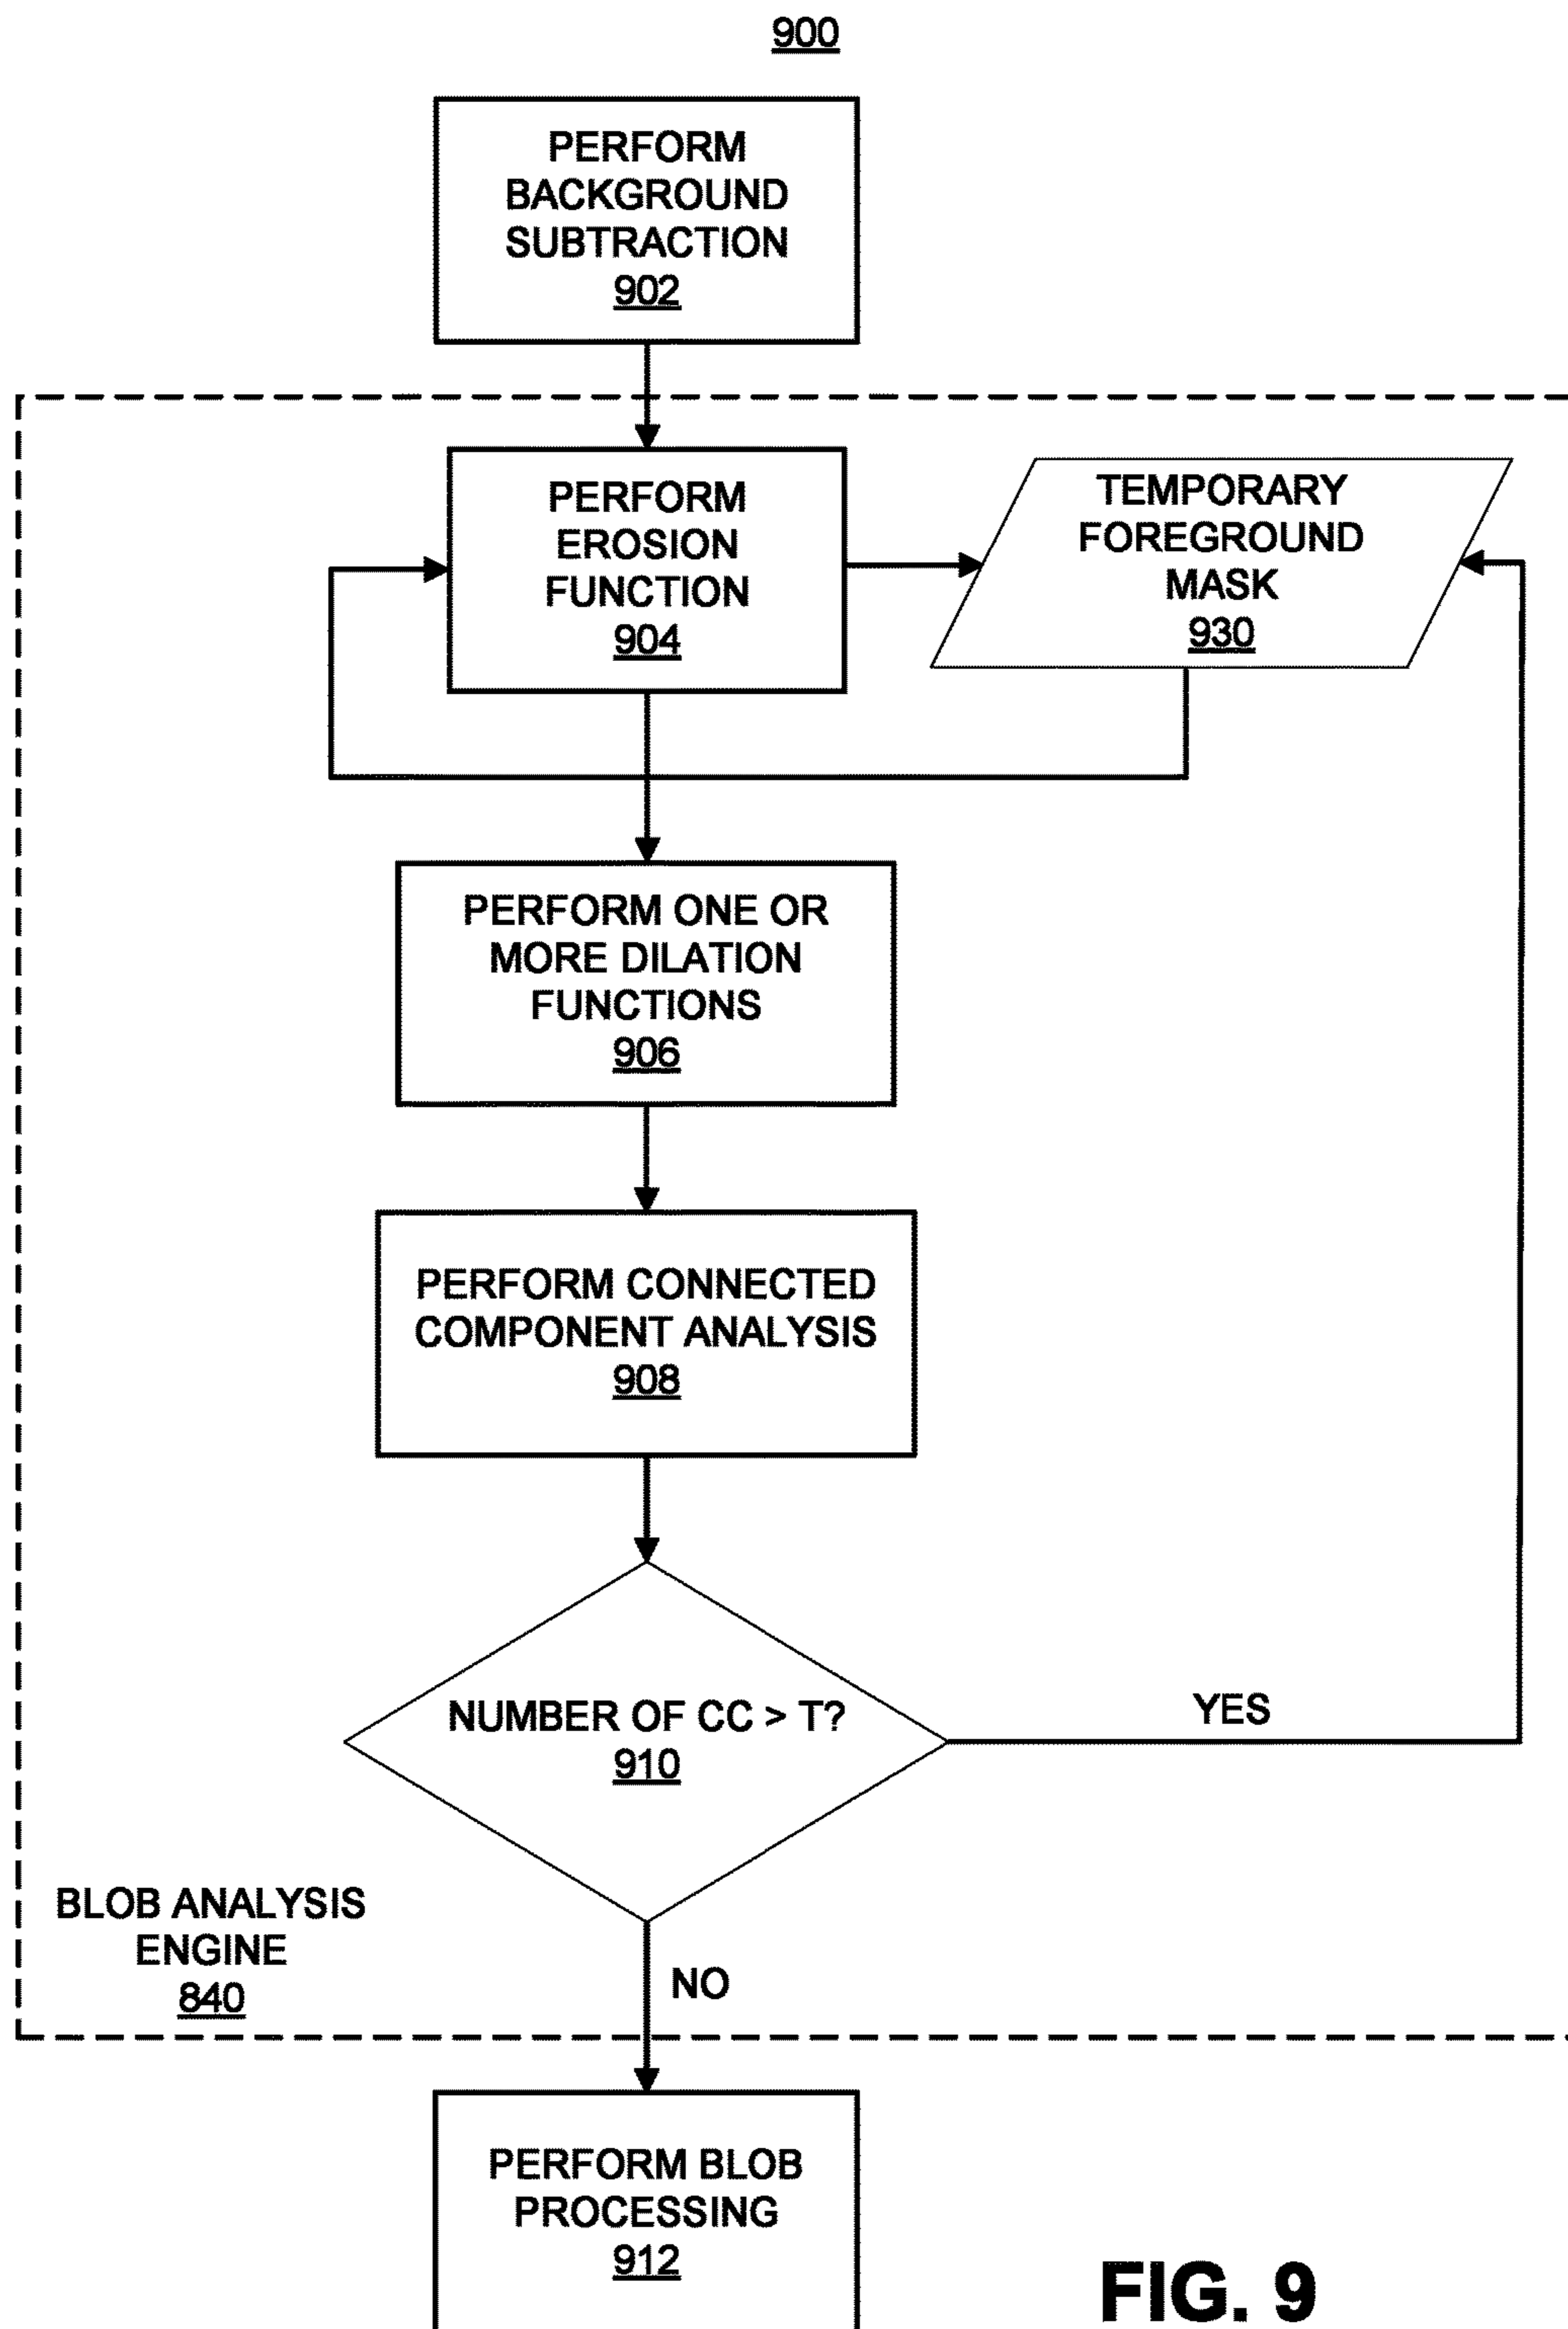 900
PERFORM
BACKGROUND
SUBTRACTION
902
PERFORM
EROSION
FUNCTION
904
TEMPORARY
FOREGROUND
MASK
930
PERFORM ONE OR
MORE DILATION
FUNCTIONS
906
PERFORM CONNECTED
COMPONENT ANALYSIS
908
NUMBER OF CC > T?
910
YES
BLOB ANALYSIS
ENGINE
840
NO
PERFORM BLOB
PROCESSING
912
FIG. 9